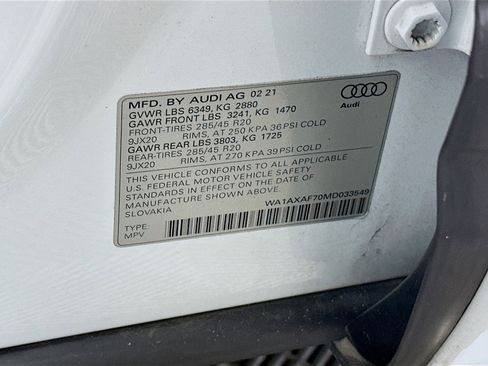 MFD. BY AUDI AG 02 21
GVWR LBS 6349, KG 2880
GAWR FRONT LBS 3241, KG 1470
FRONT-TIRES 285/45 R20
9JX20 RIMS, AT 250 KPA 36 PSI COLD
GAWR REAR LBS 3803, KG 1725
REAR-TIRES 285/45 R20
9JX20 RIMS, AT 270 KPA 39 PSI COLD
THIS VEHICLE CONFORMS TO ALL APPLICABLE
U.S. FEDERAL MOTOR VEHICLE SAFETY
STANDARDS IN EFFECT ON THE DATE OF
MANUFACTURE SHOWN ABOVE.
SLOVAKIA
WA1AXAF70MD033549
TYPE:
MPV
Audi